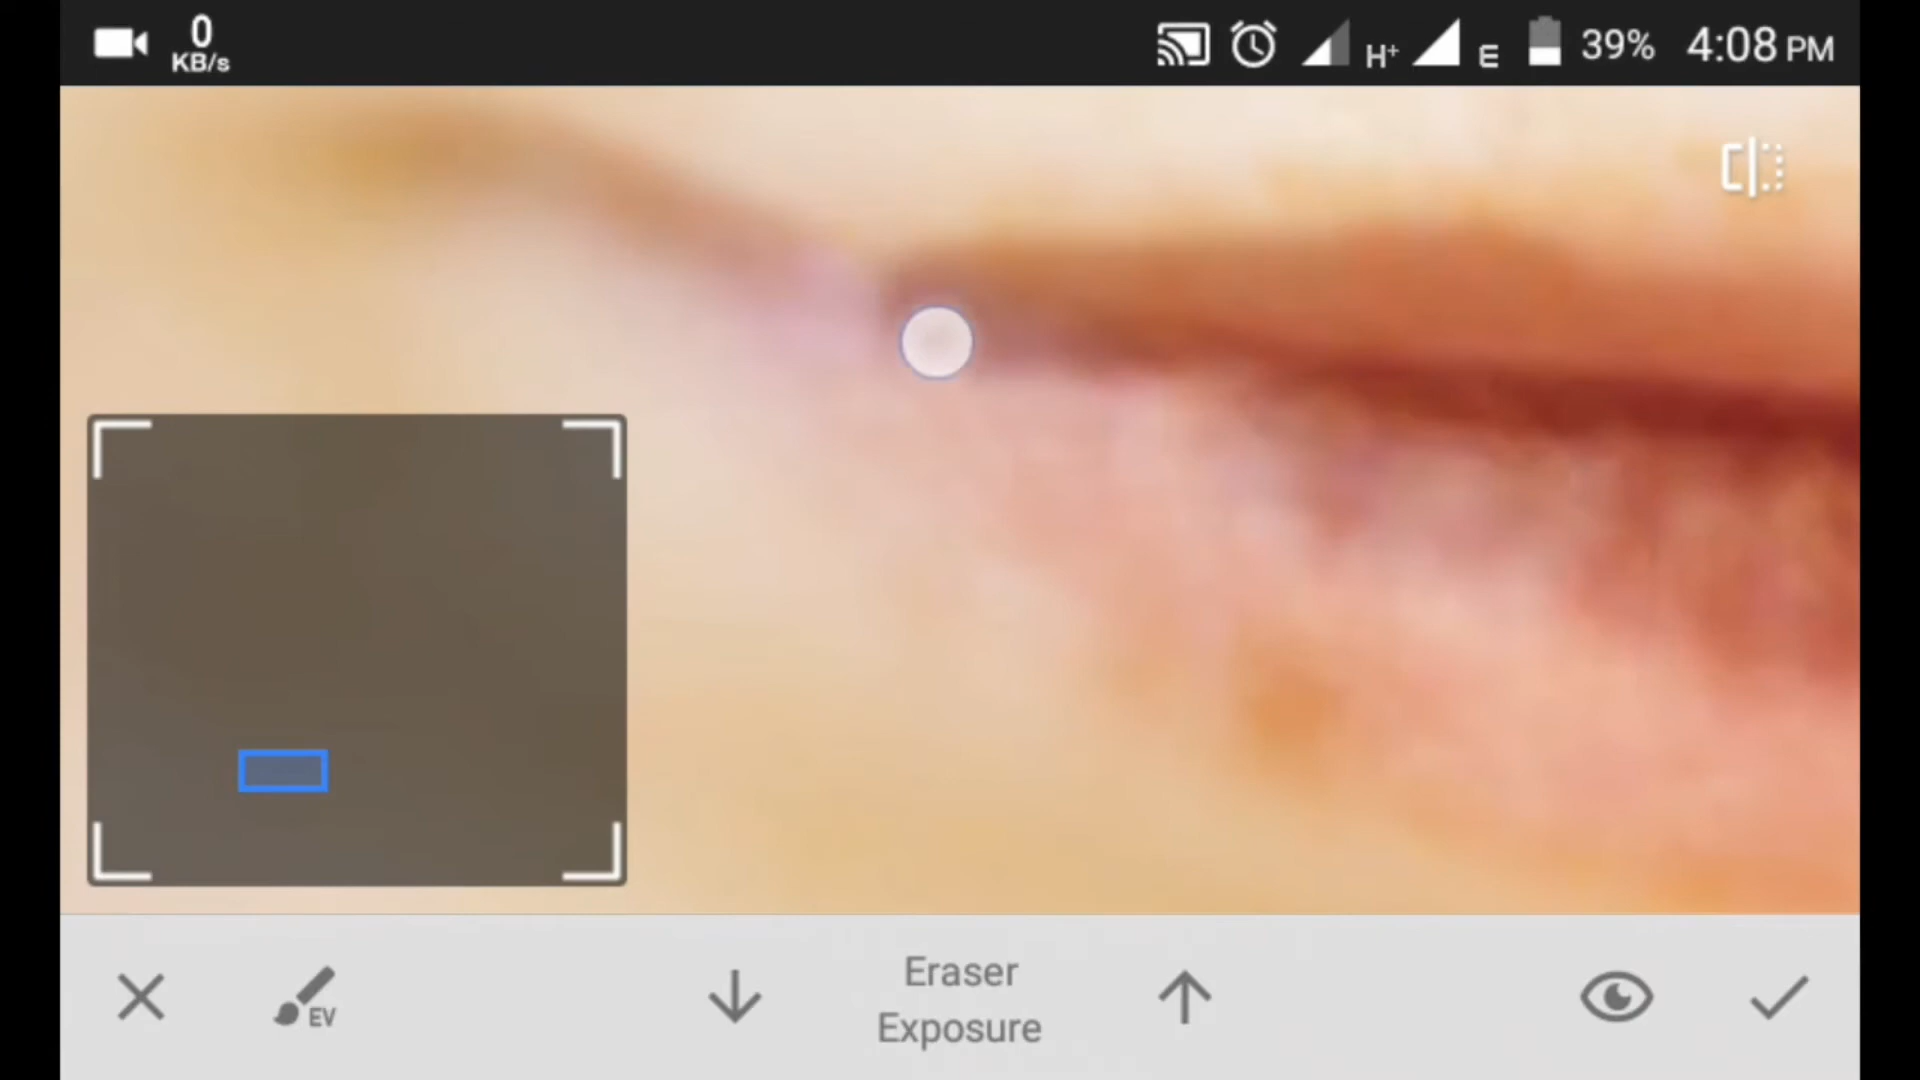 0
KB/s
H+
E
39%
4:08 PM
EV
Eraser
Exposure